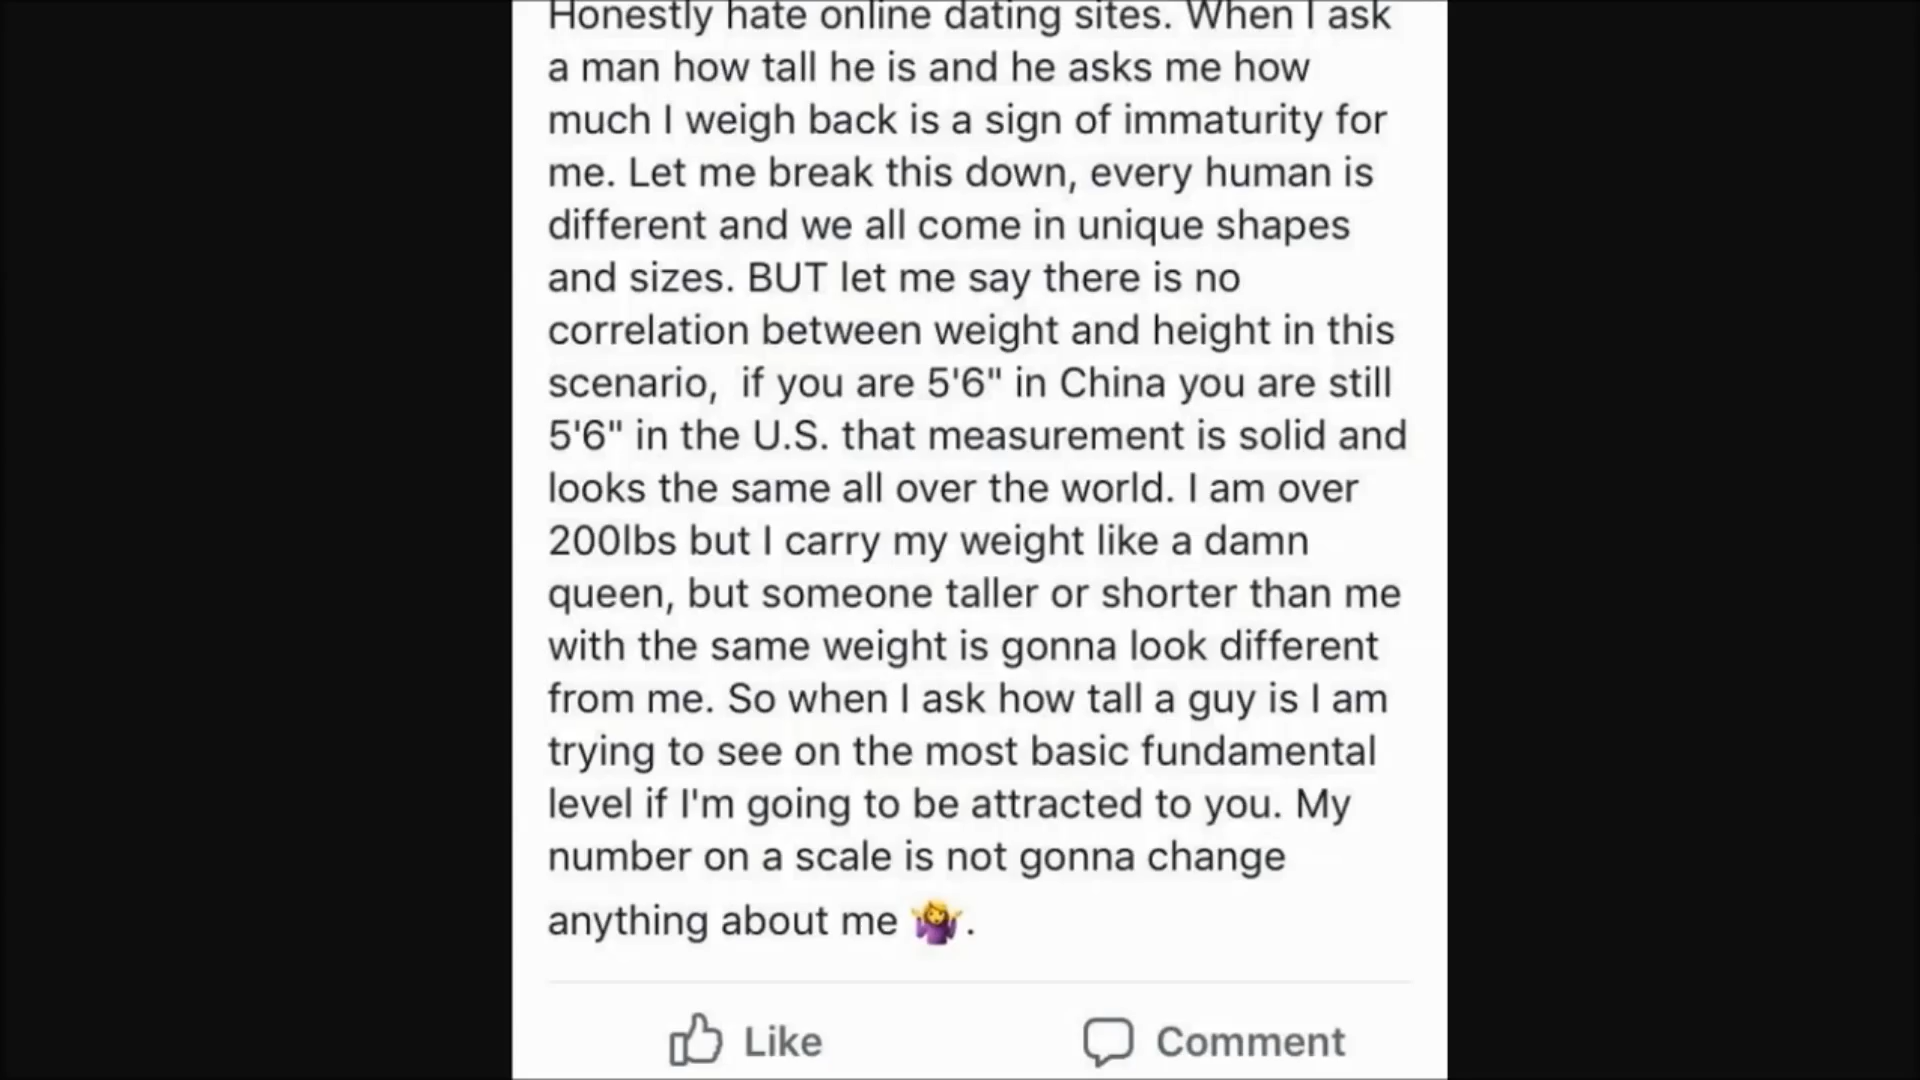 Honestly hate online dating sites. When I ask
a man how tall he is and he asks me how
much I weigh back is a sign of immaturity for
me. Let me break this down, every human is
different and we all come in unique shapes
and sizes. BUT let me say there is no
correlation between weight and height in this
scenario,  if you are 5'6" in China you are still
5'6" in the U.S. that measurement is solid and
looks the same all over the world. I am over
200lbs but I carry my weight like a damn
queen, but someone taller or shorter than me
with the same weight is gonna look different
from me. So when I ask how tall a guy is I am
trying to see on the most basic fundamental
level if I'm going to be attracted to you. My
number on a scale is not gonna change
anything about me 🤷‍♀️.
Like
Comment